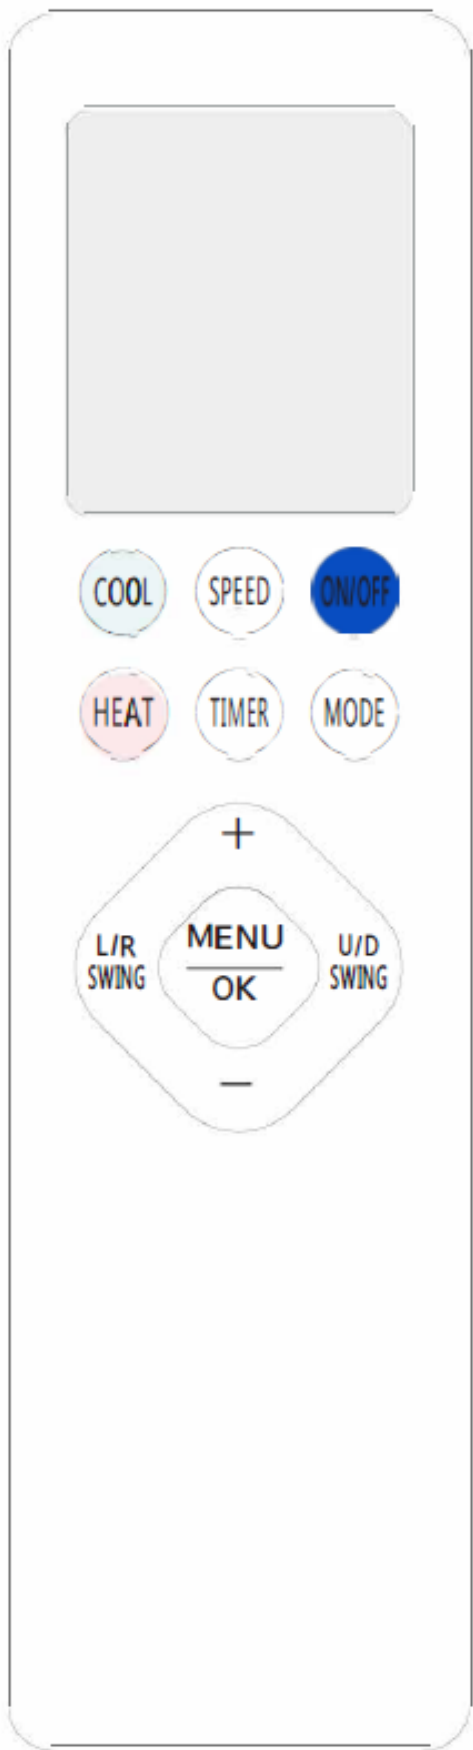 COOL SPEED ON/OFF
HEAT TIMER MODE
+
L/R
SWING
MENU
OK
U/D
SWING
−